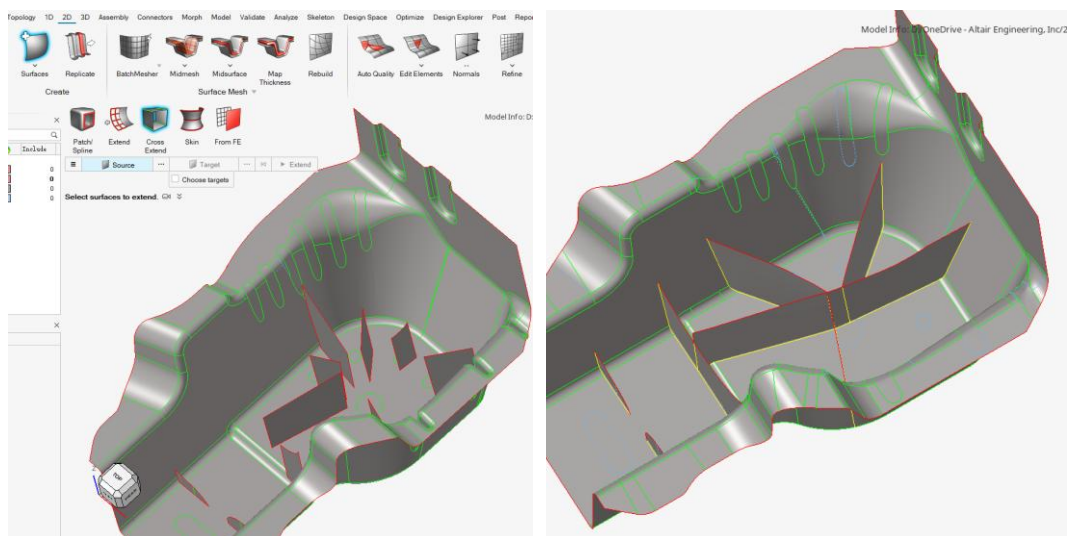 Topology 1D 2D 3D Assembly Connectors Morph Model Validate Analyze Skeleton Design Space Optimize Design Explorer Post Repor
Surfaces Replicate BatchMesher Midmesh Midsurface Map Thickness Rebuild Auto Quality Edit Elements Normals Refine
Create Surface Mesh
Patch/ Spline Extend Cross Extend Skin From FE
Model Info: D:
Include
Source ... Target ... Extend
Choose targets
Select surfaces to extend.
0
0
0
0
TOP
Model Info: D:/OneDrive - Altair Engineering, Inc/2